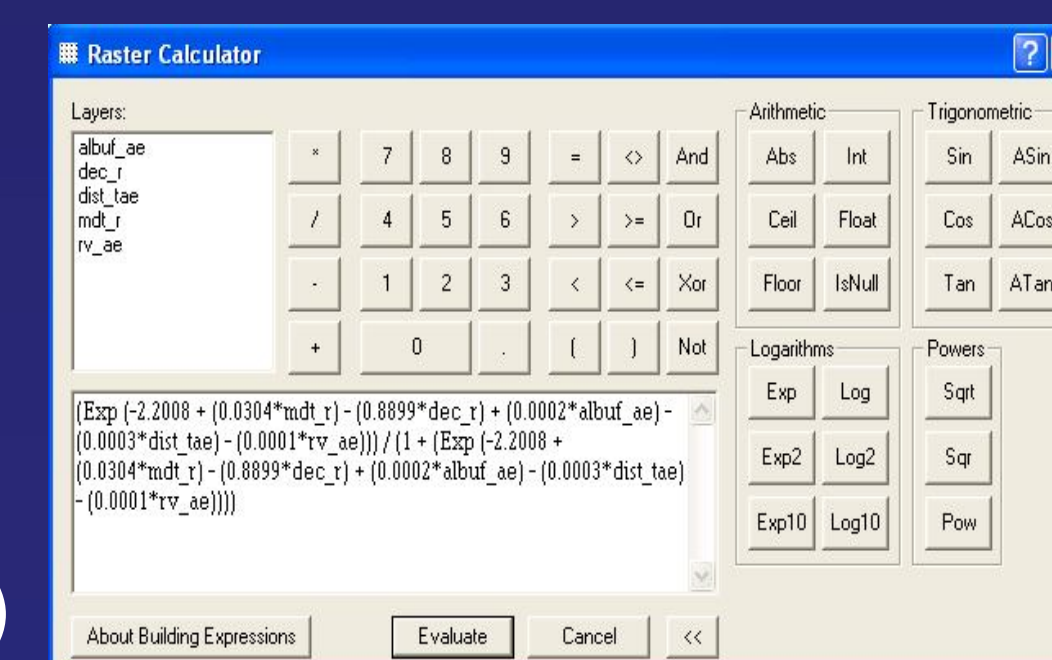 Raster Calculator
?
Layers:
albuf_ae
dec_r
dist_tae
mdt_r
rv_ae
* 7 8 9 = <> And
/ 4 5 6 > >= Or
- 1 2 3 < <= Xor
+ 0 . ( ) Not
Arithmetic
Abs Int
Ceil Float
Floor IsNull
Trigonometric
Sin ASin
Cos ACos
Tan ATan
Logarithms
Exp Log
Exp2 Log2
Exp10 Log10
Powers
Sqrt
Sqr
Pow
(Exp (-2.2008 + (0.0304*mdt_r) - (0.8899*dec_r) + (0.0002*albuf_ae) -
(0.0003*dist_tae) - (0.0001*rv_ae))) / (1 + (Exp (-2.2008 +
(0.0304*mdt_r) - (0.8899*dec_r) + (0.0002*albuf_ae) - (0.0003*dist_tae)
- (0.0001*rv_ae))))
About Building Expressions Evaluate Cancel <<